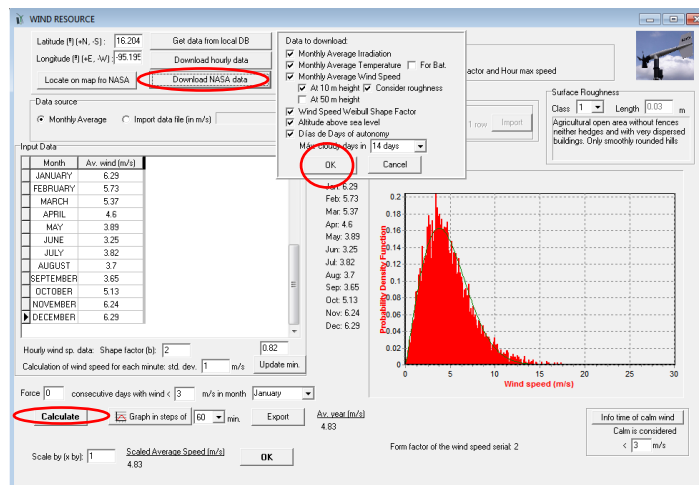 WIND RESOURCE
Latitude (º) (+N, -S) : 16.204
Get data from local DB
Longitude (º) (+E, -W) : -95.195
Download hourly data
Locate on map fro NASA
Download NASA data
Data to download:
Monthly Average Irradiation
Monthly Average Temperature
For Bat.
Monthly Average Wind Speed
At 10 m height
Consider roughness
At 50 m height
Wind Speed Weibull Shape Factor
Altitude above sea level
Días de Days of autonomy
Máx. cloudy days in 14 days
OK
Cancel
actor and Hour max speed
Data source
Monthly Average
Import data file (in m/s)
1 row
Import
Surface Roughness
Class 1
Length 0.03 m
Agricultural open area without fences
neither hedges and with very dispersed
buildings. Only smoothly rounded hills
Input Data
Month Av. wind (m/s)
JANUARY 6.29
FEBRUARY 5.73
MARCH 5.37
APRIL 4.6
MAY 3.89
JUNE 3.25
JULY 3.82
AUGUST 3.7
SEPTEMBER 3.65
OCTOBER 5.13
NOVEMBER 6.24
DECEMBER 6.29
Jan: 6.29
Feb: 5.73
Mar: 5.37
Apr: 4.6
May: 3.89
Jun: 3.25
Jul: 3.82
Aug: 3.7
Sep: 3.65
Oct: 5.13
Nov: 6.24
Dec: 6.29
Probability Density Function
0.2
0.18
0.16
0.14
0.12
0.1
0.08
0.06
0.04
0.02
0
0 5 10 15 20 25 30
Wind speed (m/s)
Hourly wind sp. data: Shape factor (b): 2
0.82
Calculation of wind speed for each minute: std. dev. 1 m/s
Update min.
Force 0 consecutive days with wind < 3 m/s in month January
Calculate
Graph in steps of 60 min.
Export
Av. year (m/s)
4.83
Info time of calm wind
Calm is considered
< 3 m/s
Form factor of the wind speed serial: 2
Scale by (x by): 1
Scaled Average Speed (m/s)
4.83
OK